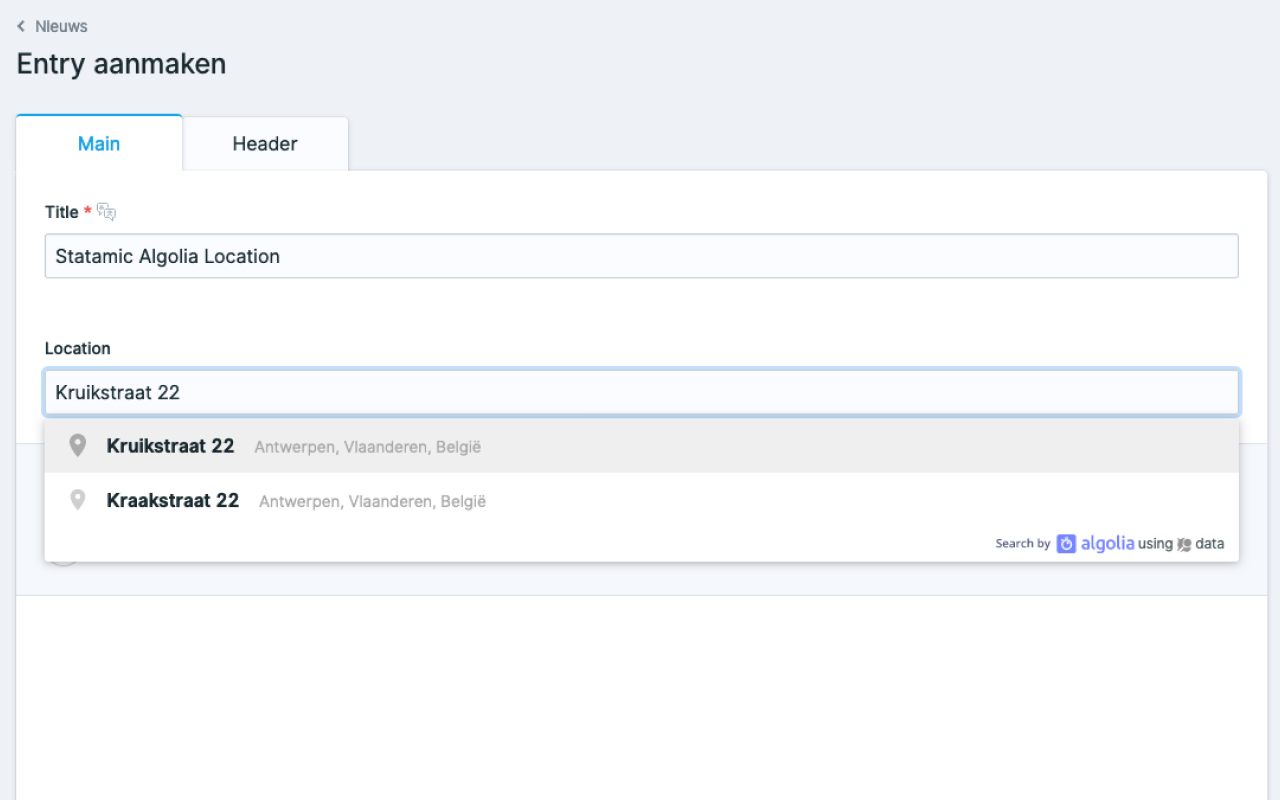 Nieuws
Entry aanmaken
Main Header
Title *
Statamic Algolia Location
Location
Kruikstraat 22
Kruikstraat 22 Antwerpen, Vlaanderen, België
Kraakstraat 22 Antwerpen, Vlaanderen, België
Search by algolia using data